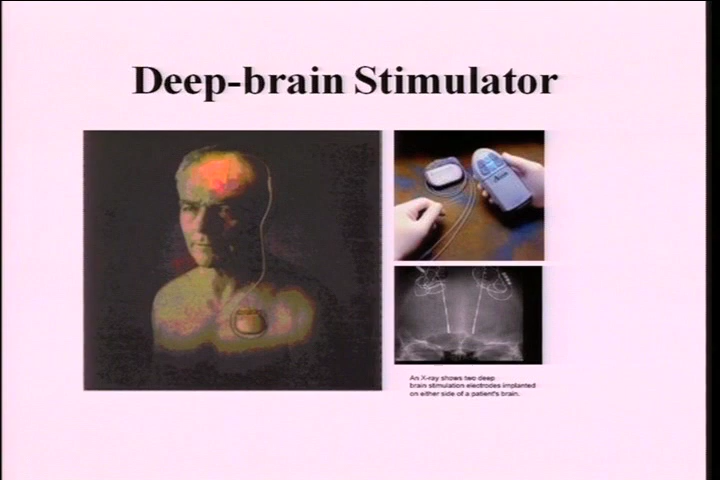 Deep-brain Stimulator
An X-ray shows two deep
brain stimulation electrodes implanted
on either side of a patient's brain.